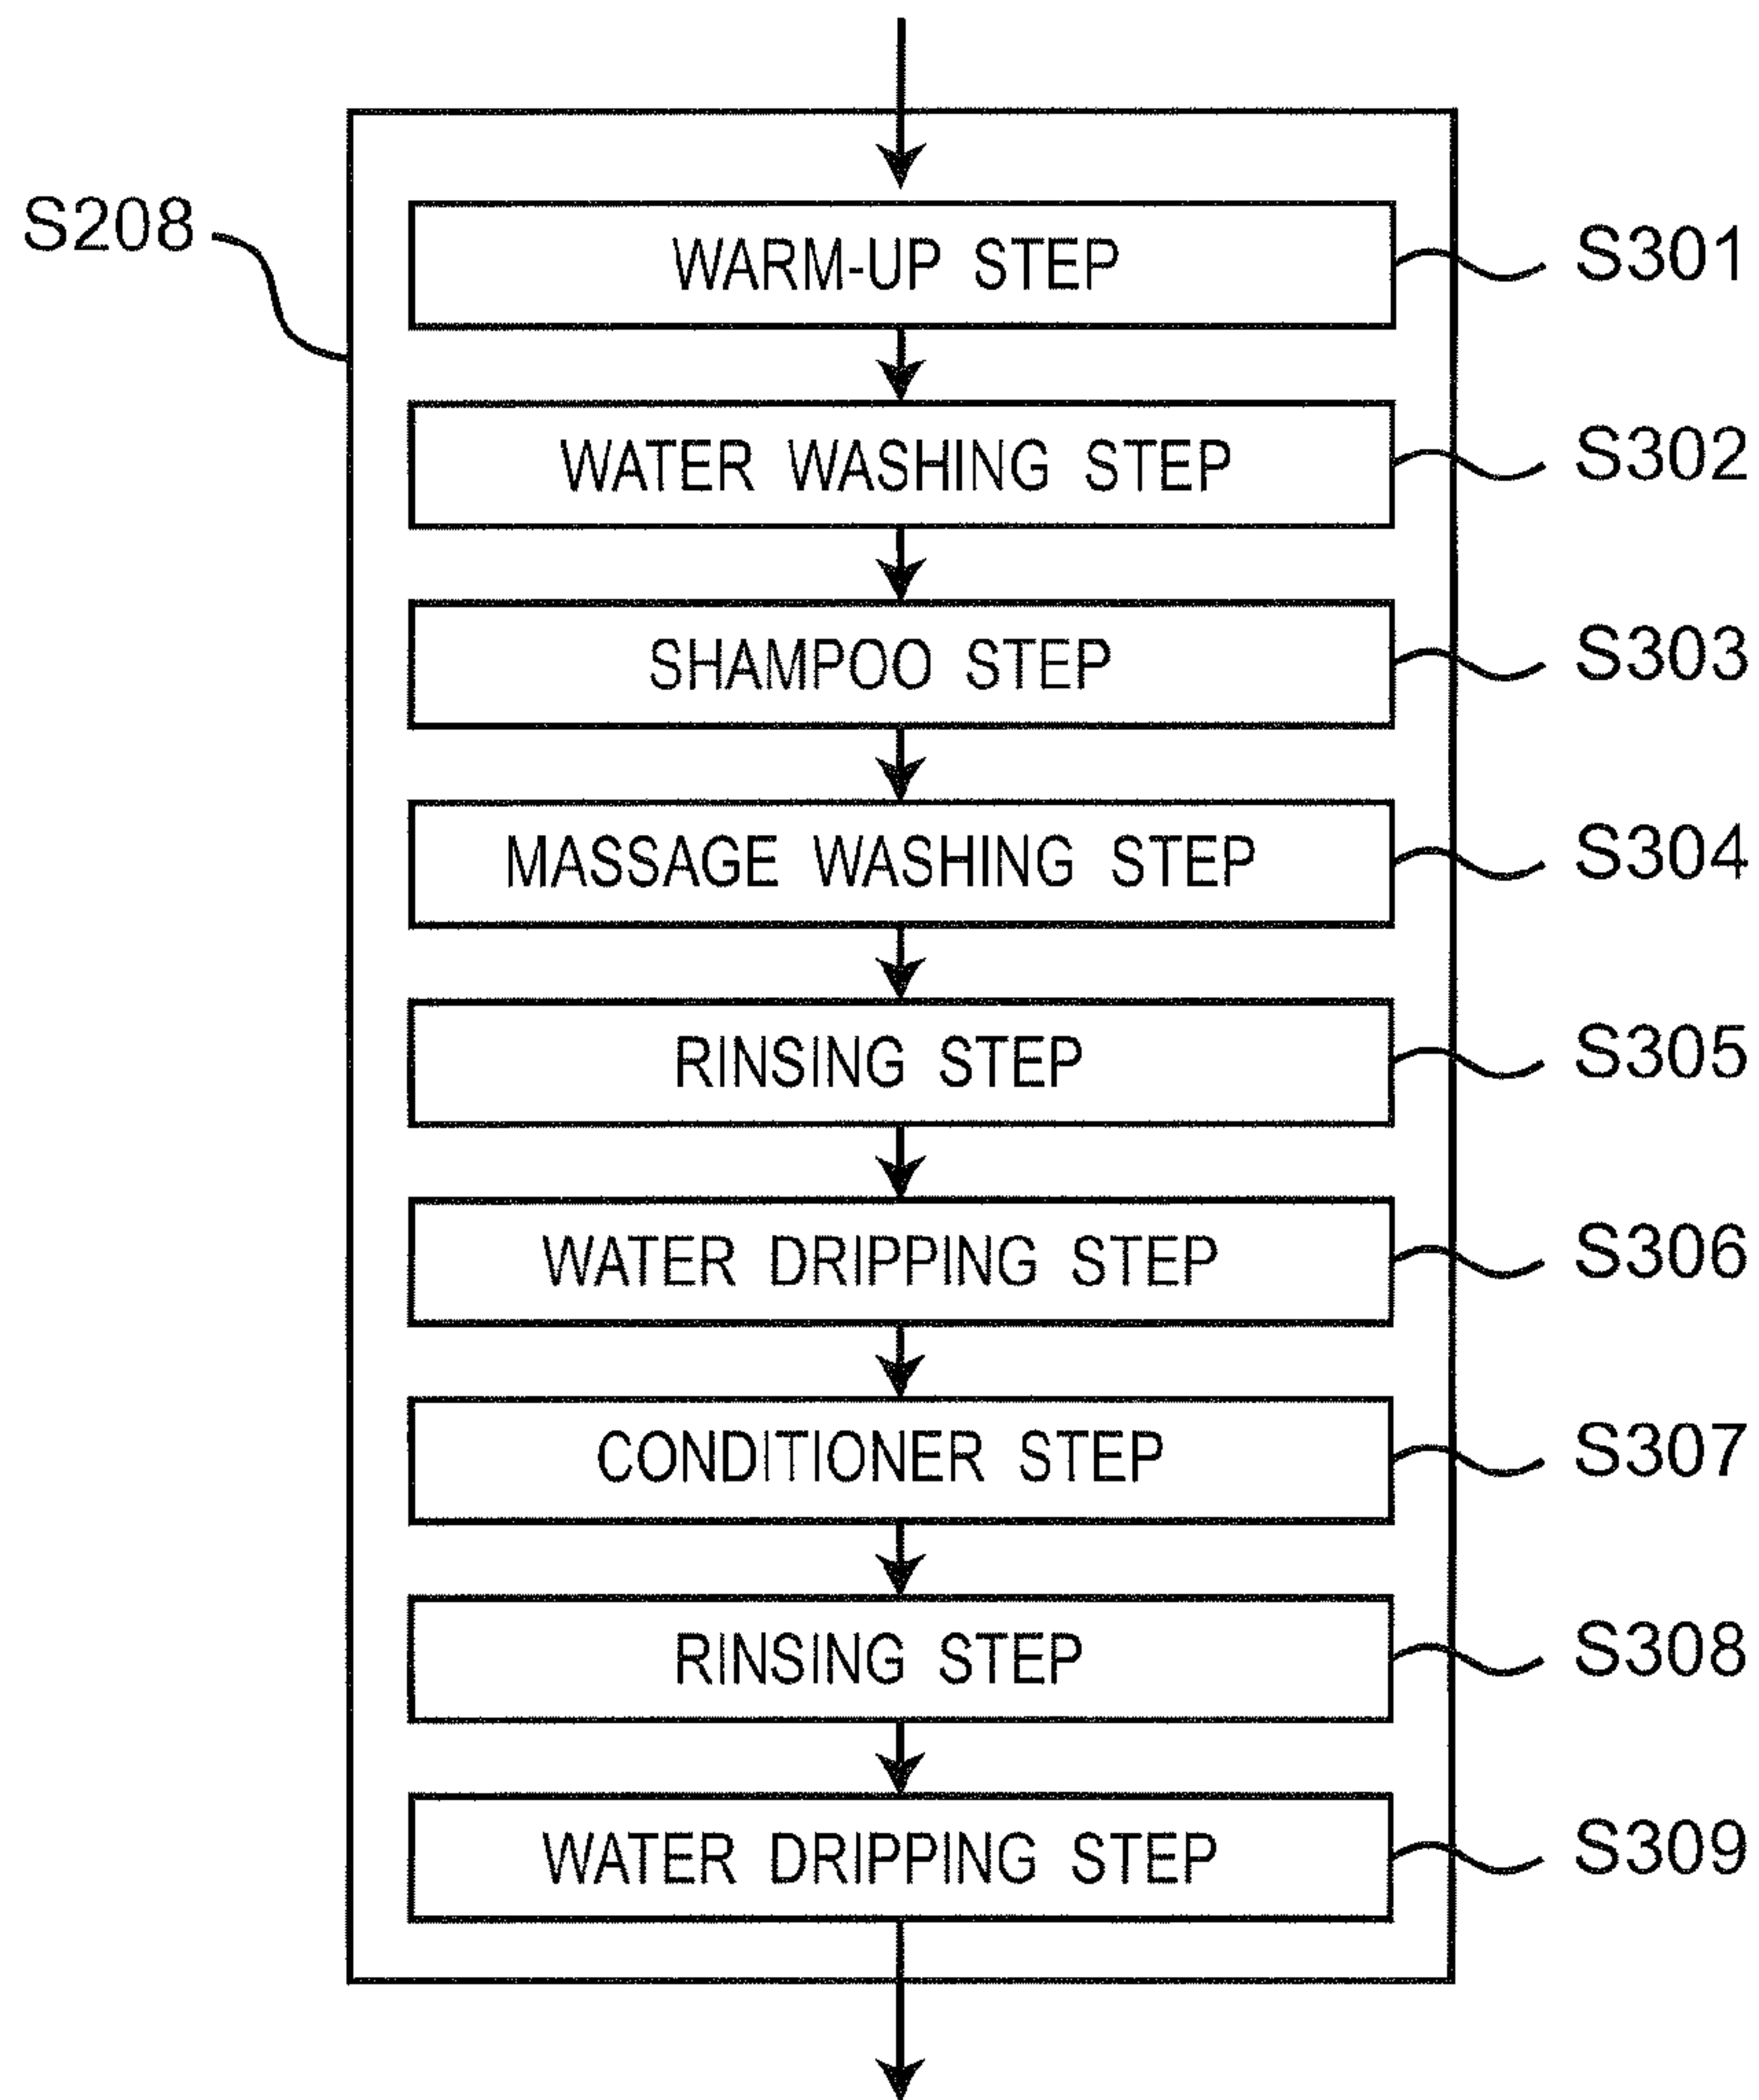 S208
WARM-UP STEP S301
WATER WASHING STEP S302
SHAMPOO STEP S303
MASSAGE WASHING STEP S304
RINSING STEP S305
WATER DRIPPING STEP S306
CONDITIONER STEP S307
RINSING STEP S308
WATER DRIPPING STEP S309